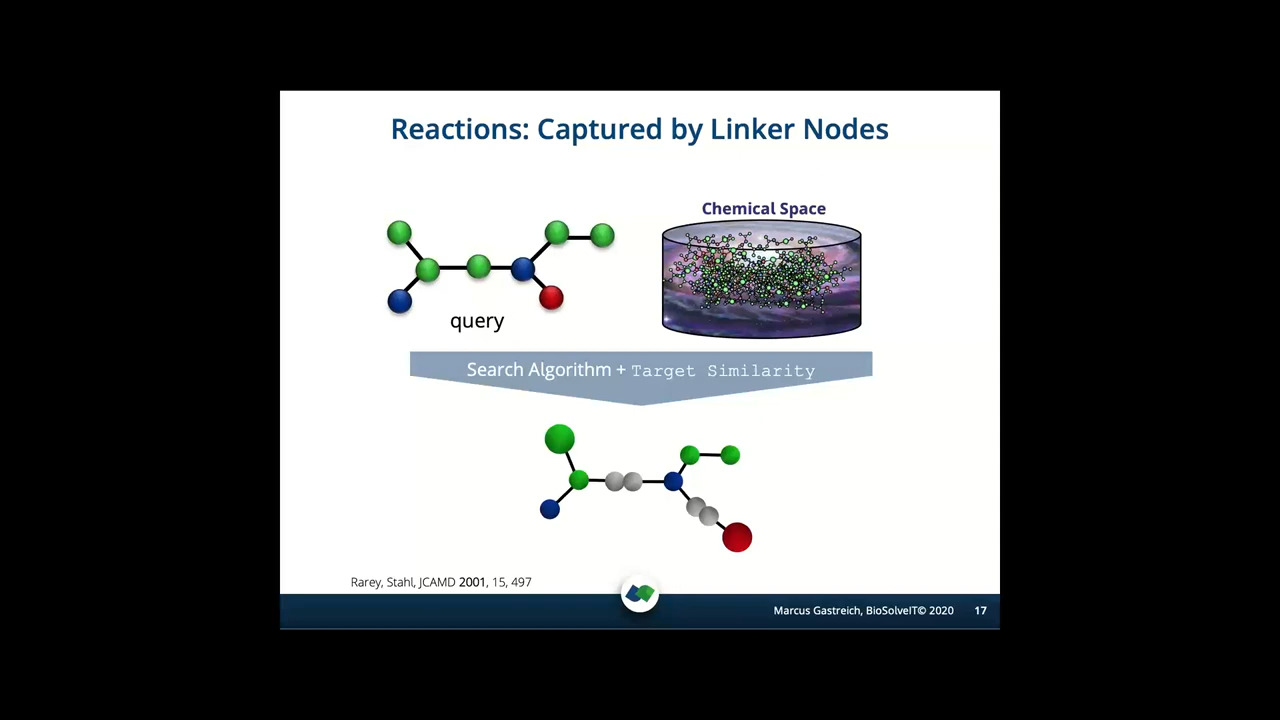 Reactions: Captured by Linker Nodes
Chemical Space
query
Search Algorithm + Target Similarity
Rarey, Stahl, JCAMD 2001, 15, 497
Marcus Gastreich, BioSolveIT© 2020 17